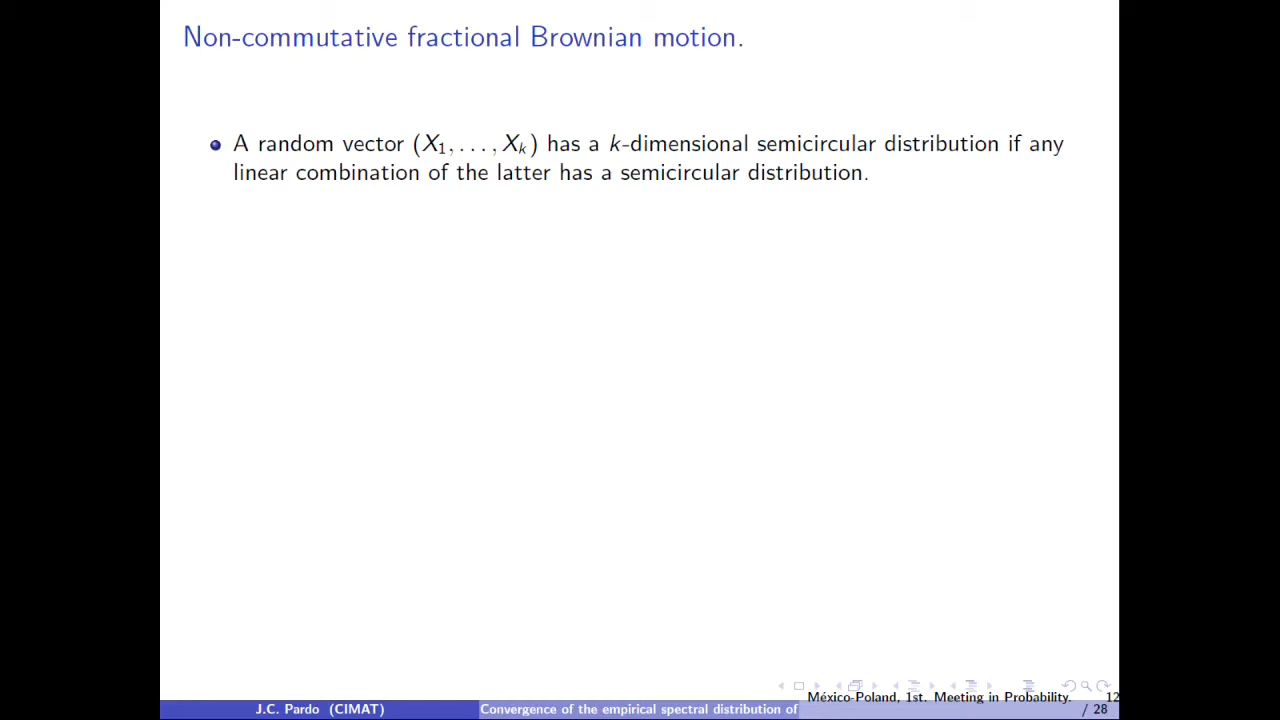 Non-commutative fractional Brownian motion.
A random vector (X₁, . . . , Xₖ) has a k-dimensional semicircular distribution if any
linear combination of the latter has a semicircular distribution.
México-Poland, 1st. Meeting in Probability. 12
J.C. Pardo (CIMAT) Convergence of the empirical spectral distribution of / 28